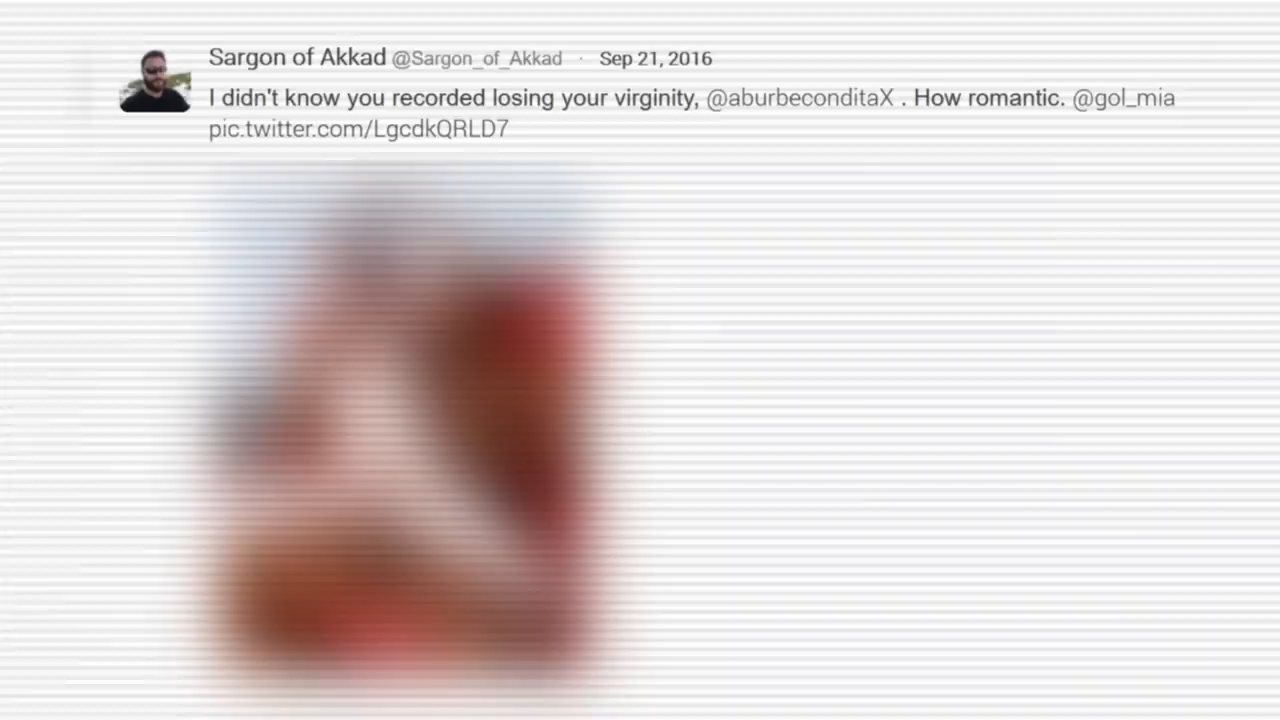 Sargon of Akkad @Sargon_of_Akkad · Sep 21, 2016
I didn't know you recorded losing your virginity, @aburbeconditaX . How romantic. @gol_mia
pic.twitter.com/LgcdkQRLD7